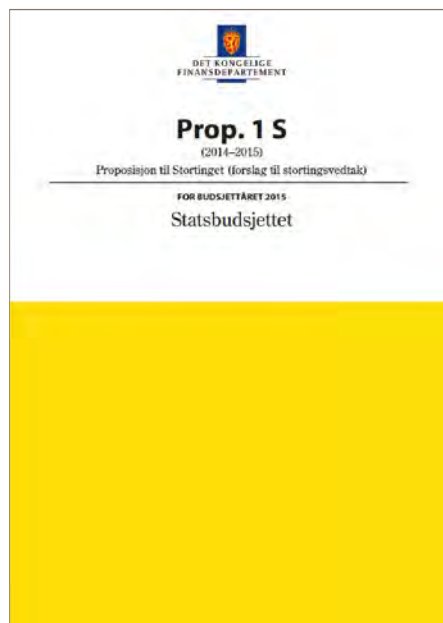 DET KONGELIGE
FINANSDEPARTEMENT
Prop. 1 S
(2014–2015)
Proposisjon til Stortinget (forslag til stortingsvedtak)
FOR BUDSJETTÅRET 2015
Statsbudsjettet